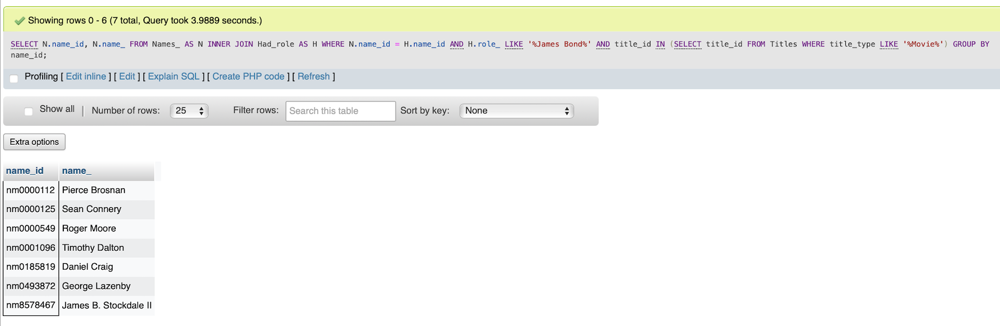 Showing rows 0 - 6 (7 total, Query took 3.9889 seconds.)
SELECT N.name_id, N.name_ FROM Names_ AS N INNER JOIN Had_role AS H WHERE N.name_id = H.name_id AND H.role_ LIKE '%James Bond%' AND title_id IN (SELECT title_id FROM Titles WHERE title_type LIKE '%Movie%') GROUP BY
name_id;
Profiling [ Edit inline ] [ Edit ] [ Explain SQL ] [ Create PHP code ] [ Refresh ]
Show all | Number of rows: 25 Filter rows: Search this table Sort by key: None
Extra options
name_id name_
nm0000112 Pierce Brosnan
nm0000125 Sean Connery
nm0000549 Roger Moore
nm0001096 Timothy Dalton
nm0185819 Daniel Craig
nm0493872 George Lazenby
nm8578467 James B. Stockdale II